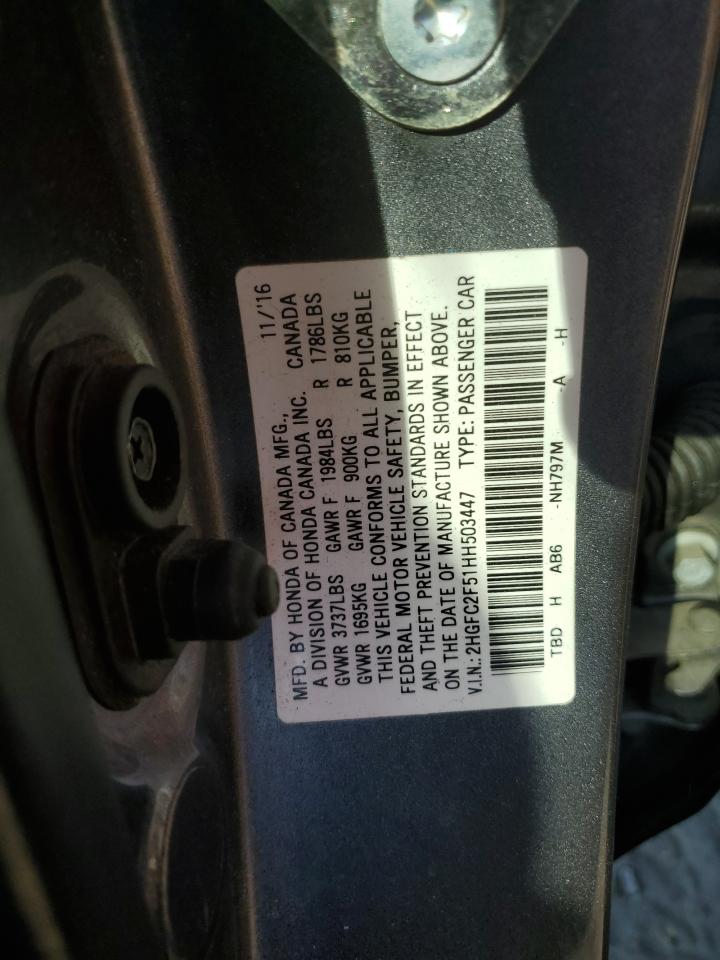 MFD. BY HONDA OF CANADA MFG., 11/'16
A DIVISION OF HONDA CANADA INC. CANADA
GVWR 3737LBS GAWR F 1984LBS R 1786LBS
GVWR 1695KG GAWR F 900KG R 810KG
THIS VEHICLE CONFORMS TO ALL APPLICABLE
FEDERAL MOTOR VEHICLE SAFETY, BUMPER,
AND THEFT PREVENTION STANDARDS IN EFFECT
ON THE DATE OF MANUFACTURE SHOWN ABOVE.
V.I.N.: 2HGFC2F51HH503447 TYPE: PASSENGER CAR
TBD H AB6 -NH797M -A -H